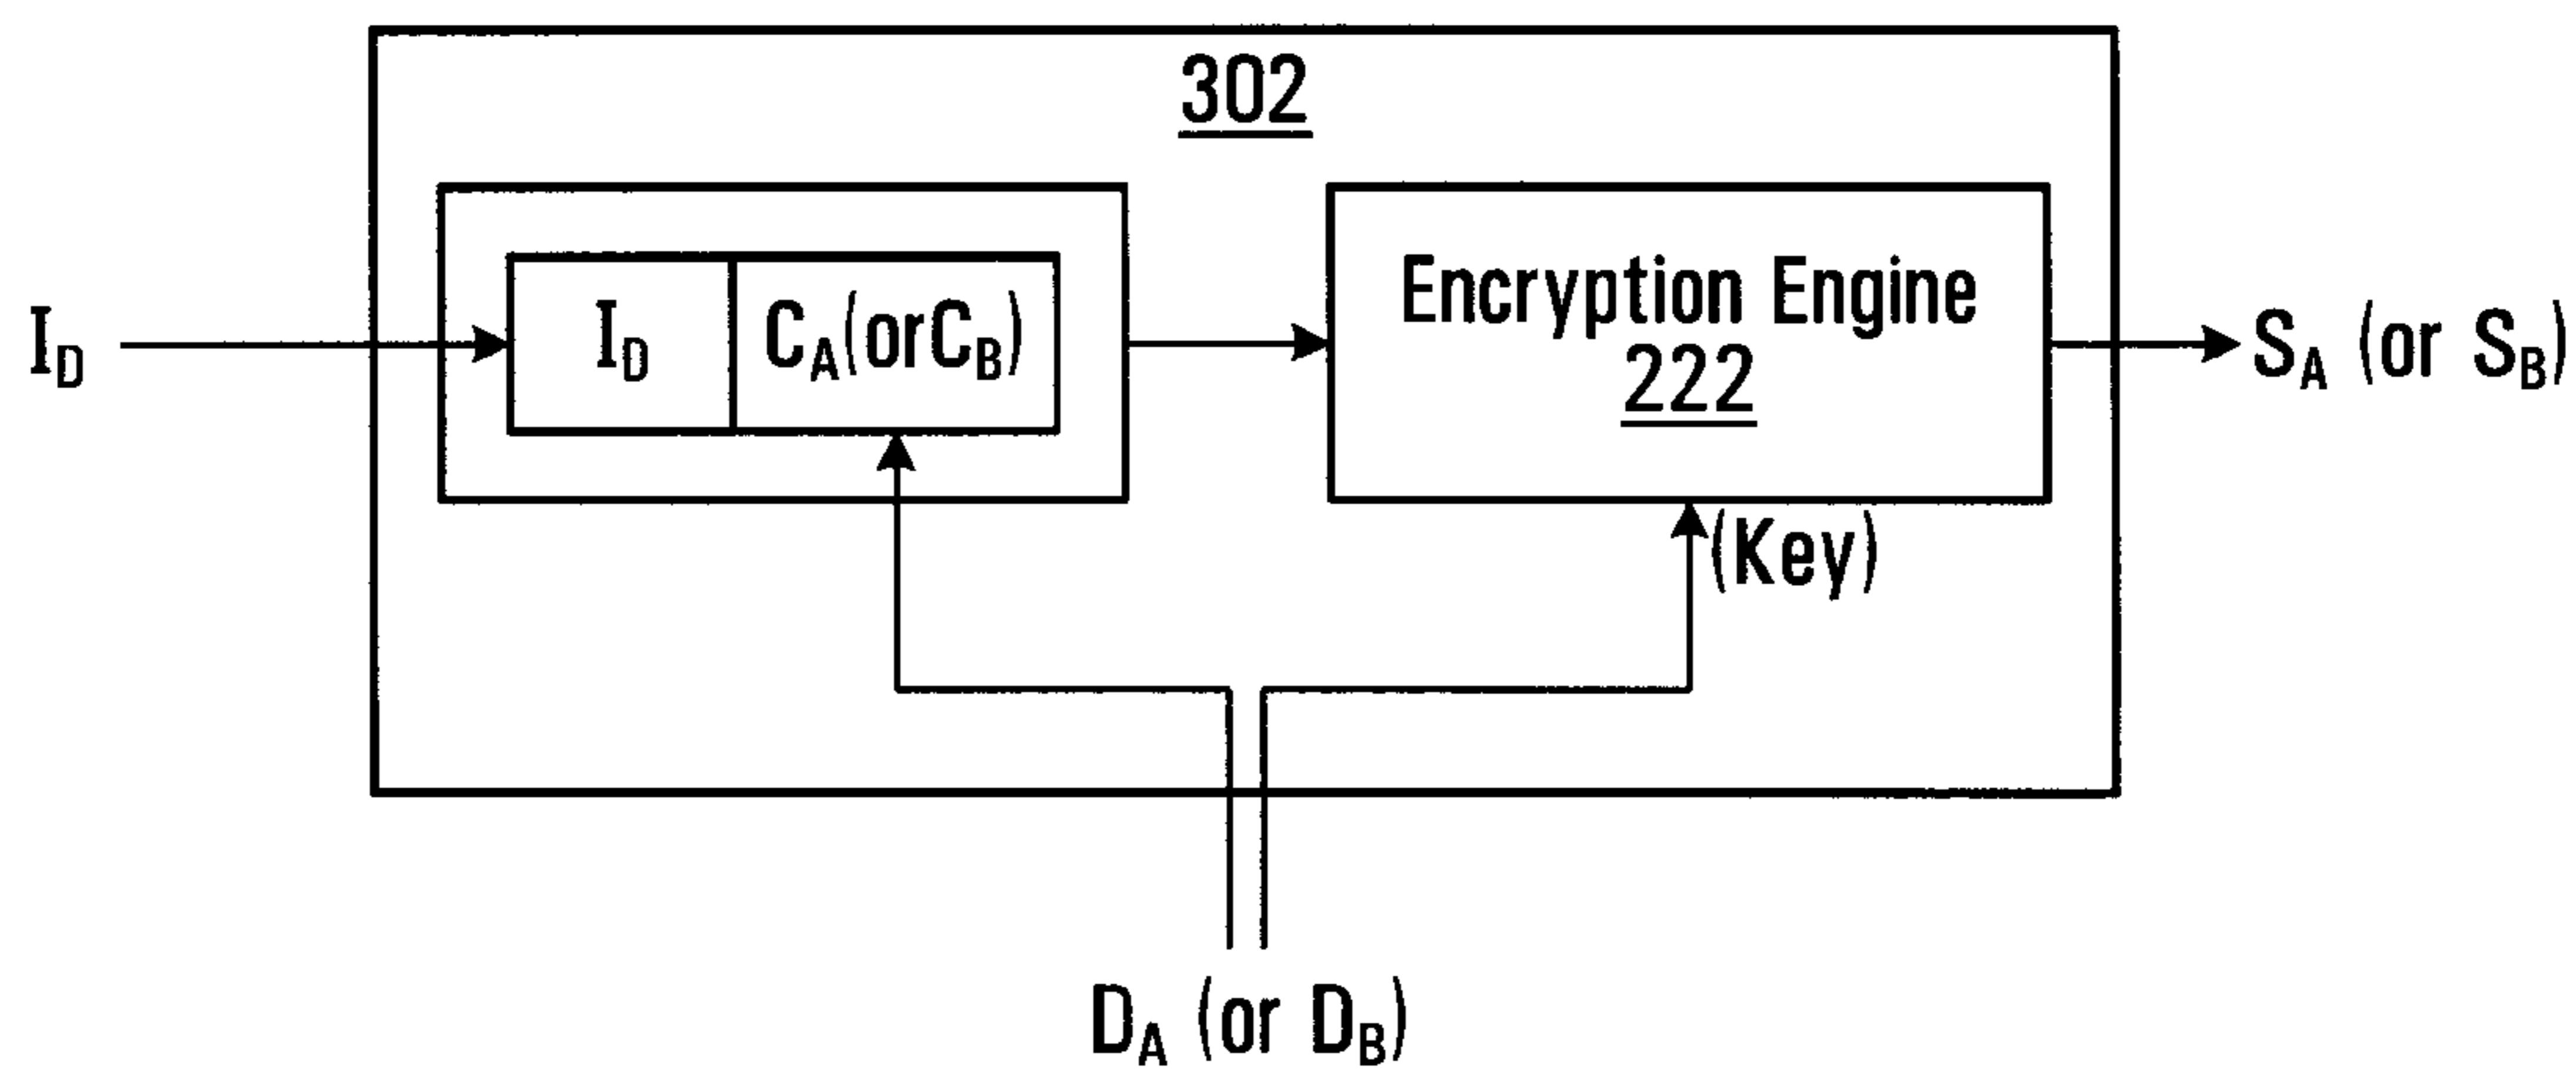 302
I_D
I_D
C_A(orC_B)
Encryption Engine
222
S_A (or S_B)
(Key)
D_A (or D_B)